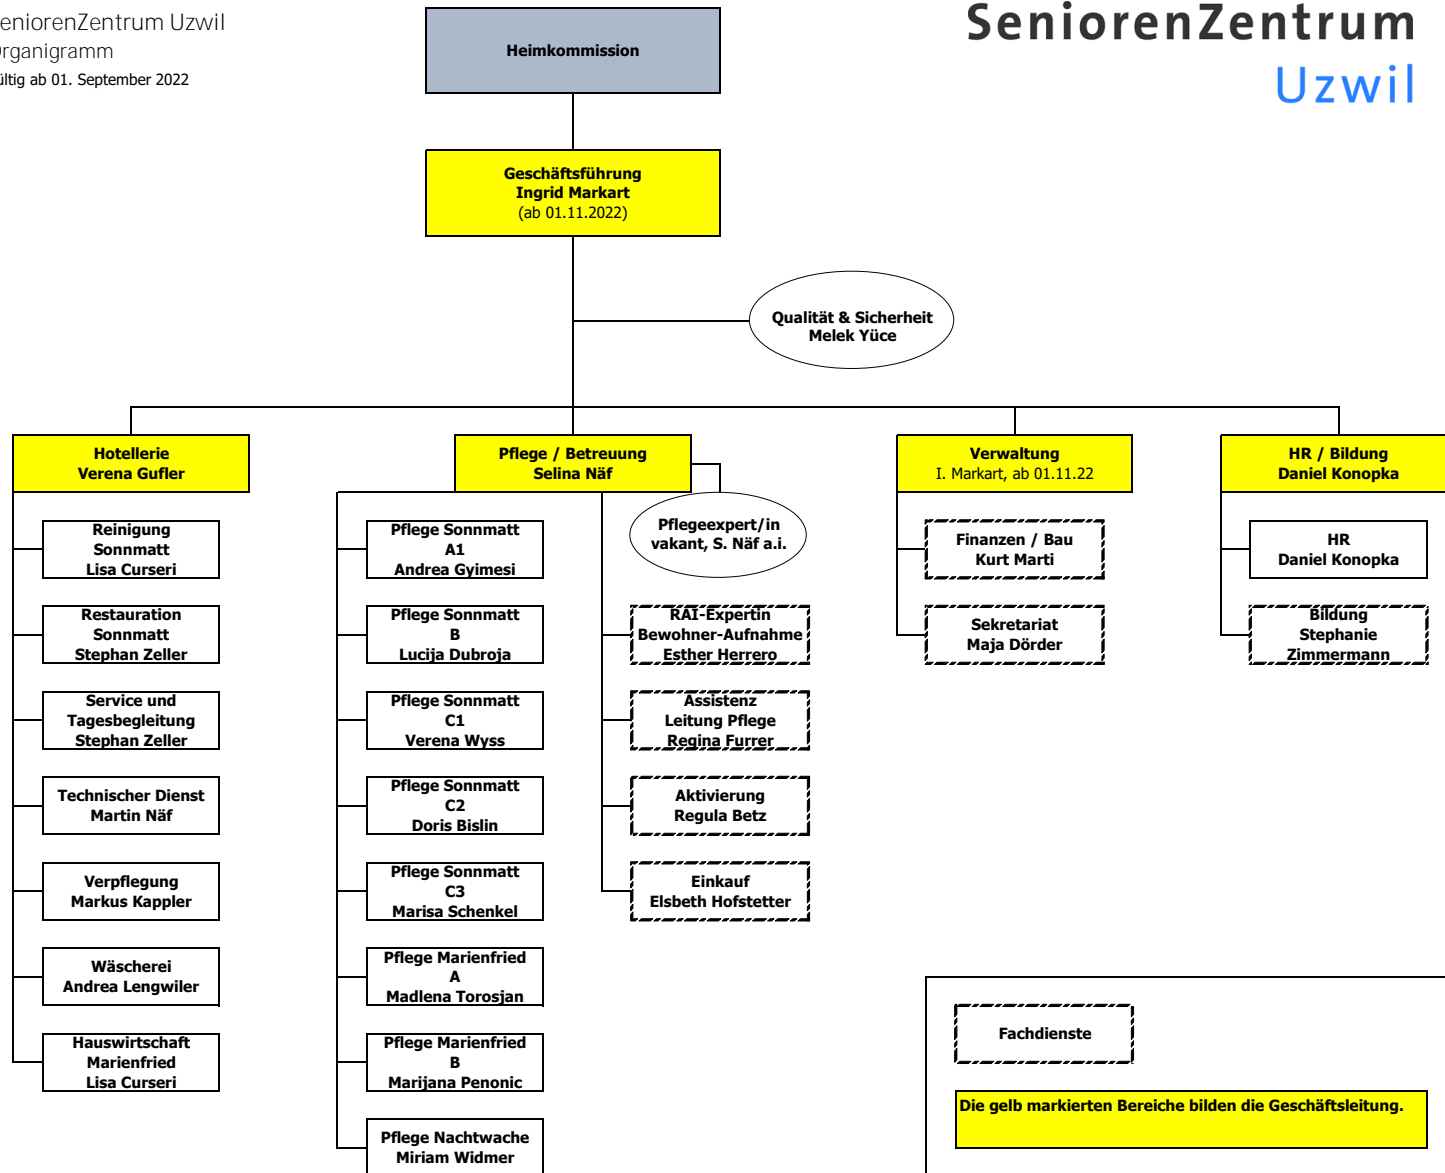 eniorenZentrum Uzwil
rganigramm
ültig ab 01. September 2022
SeniorenZentrum
Uzwil
Heimkommission
Geschäftsführung
Ingrid Markart
(ab 01.11.2022)
Qualität & Sicherheit
Melek Yüce
Hotellerie
Verena Gufler
Reinigung
Sonnmatt
Lisa Curseri
Restauration
Sonnmatt
Stephan Zeller
Service und
Tagesbegleitung
Stephan Zeller
Technischer Dienst
Martin Näf
Verpflegung
Markus Kappler
Wäscherei
Andrea Lengwiler
Hauswirtschaft
Marienfried
Lisa Curseri
Pflege / Betreuung
Selina Näf
Pflegeexpert/in
vakant, S. Näf a.i.
Pflege Sonnmatt
A1
Andrea Gyimesi
Pflege Sonnmatt
B
Lucija Dubroja
Pflege Sonnmatt
C1
Verena Wyss
Pflege Sonnmatt
C2
Doris Bislin
Pflege Sonnmatt
C3
Marisa Schenkel
Pflege Marienfried
A
Madlena Torosjan
Pflege Marienfried
B
Marijana Penonic
Pflege Nachtwache
Miriam Widmer
RAI-Expertin
Bewohner-Aufnahme
Esther Herrero
Assistenz
Leitung Pflege
Regina Furrer
Aktivierung
Regula Betz
Einkauf
Elsbeth Hofstetter
Verwaltung
I. Markart, ab 01.11.22
Finanzen / Bau
Kurt Marti
Sekretariat
Maja Dörder
HR / Bildung
Daniel Konopka
HR
Daniel Konopka
Bildung
Stephanie
Zimmermann
Fachdienste
Die gelb markierten Bereiche bilden die Geschäftsleitung.